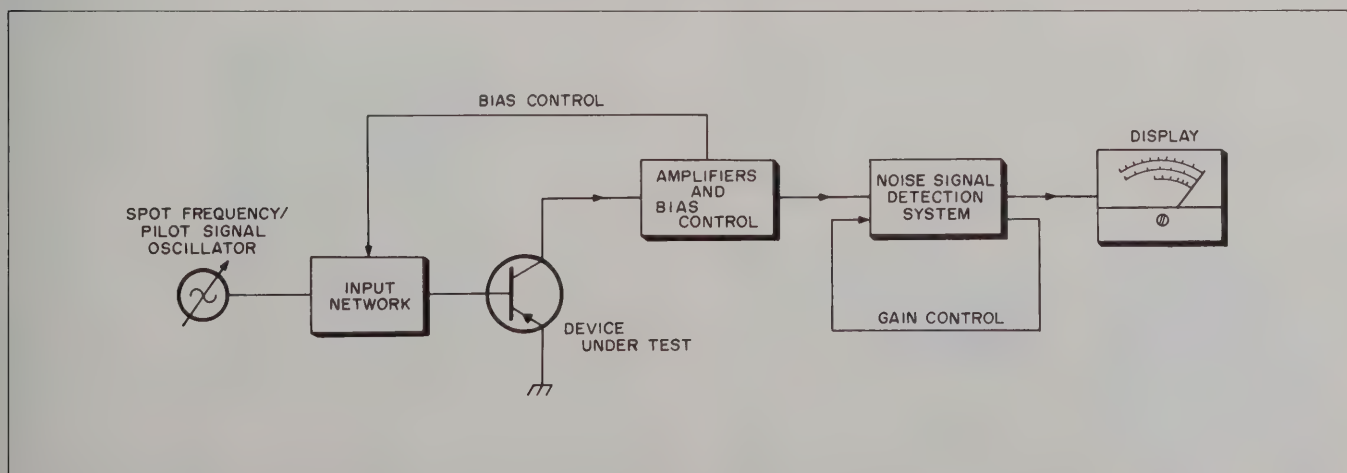 BIAS CONTROL
DISPLAY
AMPLIFIERS
AND
BIAS
CONTROL
NOISE SIGNAL
DETECTION
SYSTEM
SPOT FREQUENCY/
PILOT SIGNAL
OSCILLATOR
INPUT
NETWORK
DEVICE
UNDER TEST
GAIN CONTROL